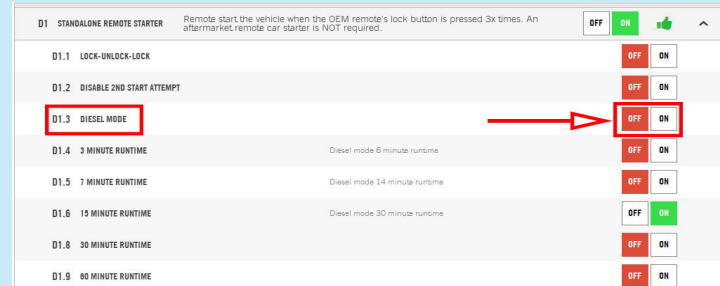 D1 STANDALONE REMOTE STARTER Remote start the vehicle when the OEM remote's lock button is pressed 3x times. An OFF ON
aftermarket remote car starter is NOT required.
D1.1 LOCK-UNLOCK-LOCK OFF ON
D1.2 DISABLE 2ND START ATTEMPT OFF ON
D1.3 DIESEL MODE OFF ON
D1.4 3 MINUTE RUNTIME Diesel mode 6 minute runtime OFF ON
D1.5 7 MINUTE RUNTIME Diesel mode 14 minute runtime OFF ON
D1.6 15 MINUTE RUNTIME Diesel mode 30 minute runtime OFF ON
D1.8 30 MINUTE RUNTIME OFF ON
D1.9 60 MINUTE RUNTIME OFF ON